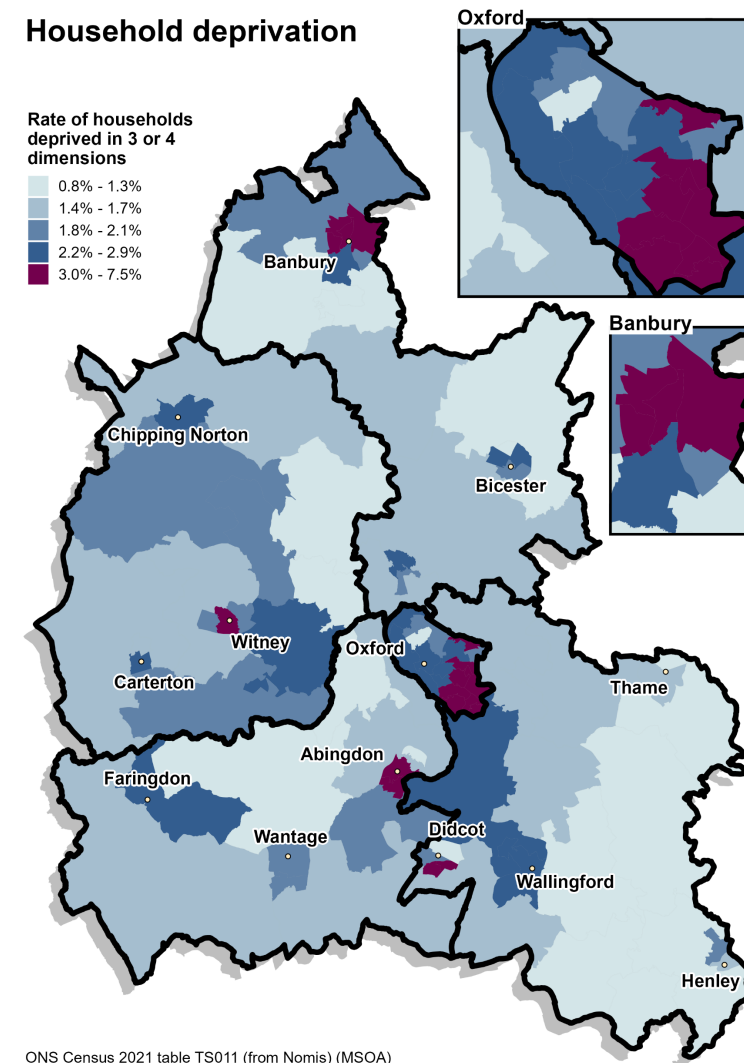 Household deprivation
Oxford
Rate of households
deprived in 3 or 4
dimensions
0.8% - 1.3%
1.4% - 1.7%
1.8% - 2.1%
2.2% - 2.9%
3.0% - 7.5%
Banbury
Banbury
Chipping Norton
Bicester
Witney
Oxford
Carterton
Thame
Abingdon
Faringdon
Didcot
Wantage
Wallingford
Henley
ONS Census 2021 table TS011 (from Nomis) (MSOA)